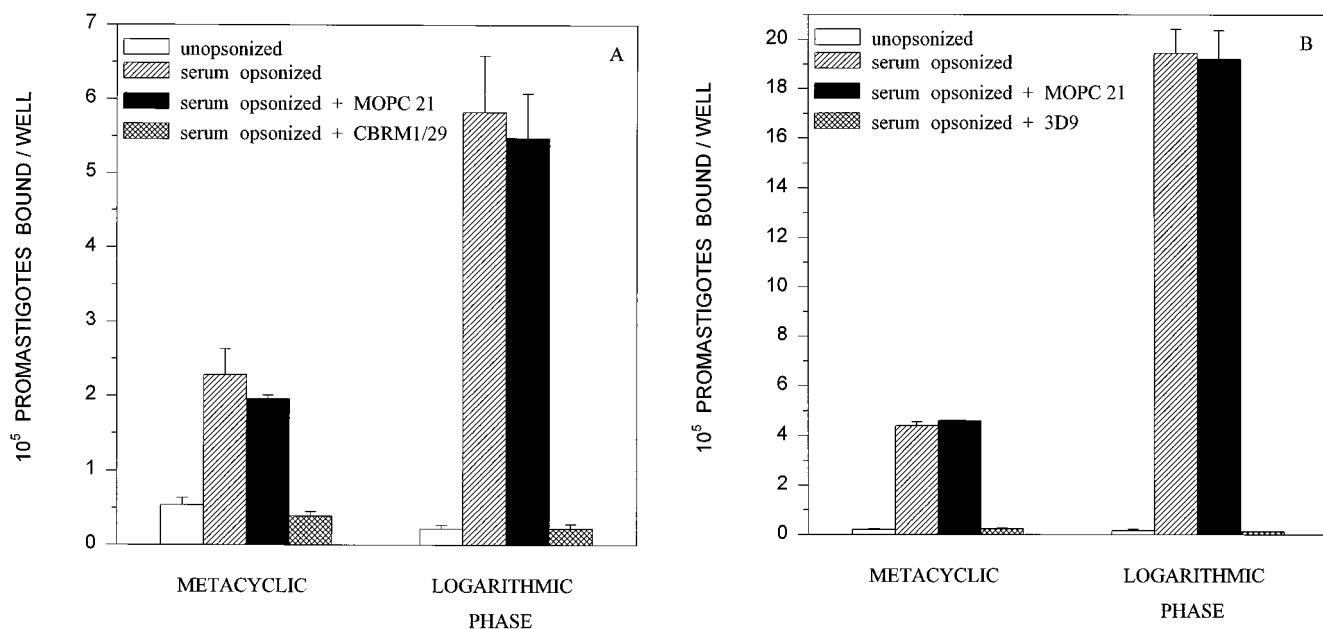 A
unopsonized
serum opsonized
serum opsonized + MOPC 21
serum opsonized + CBRM1/29
10⁵ PROMASTIGOTES BOUND / WELL
7
6
5
4
3
2
1
0
METACYCLIC
LOGARITHMIC
PHASE
B
unopsonized
serum opsonized
serum opsonized + MOPC 21
serum opsonized + 3D9
10⁵ PROMASTIGOTES BOUND / WELL
20
18
16
14
12
10
8
6
4
2
0
METACYCLIC
LOGARITHMIC
PHASE